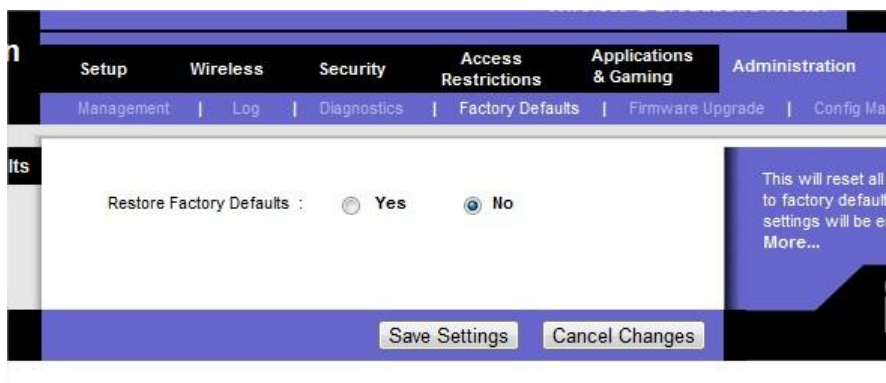 Setup Wireless Security Access Restrictions Applications & Gaming Administration
Management | Log | Diagnostics | Factory Defaults | Firmware Upgrade | Config Ma
lts
Restore Factory Defaults : Yes No
This will reset all
to factory default
settings will be e
More...
Save Settings Cancel Changes